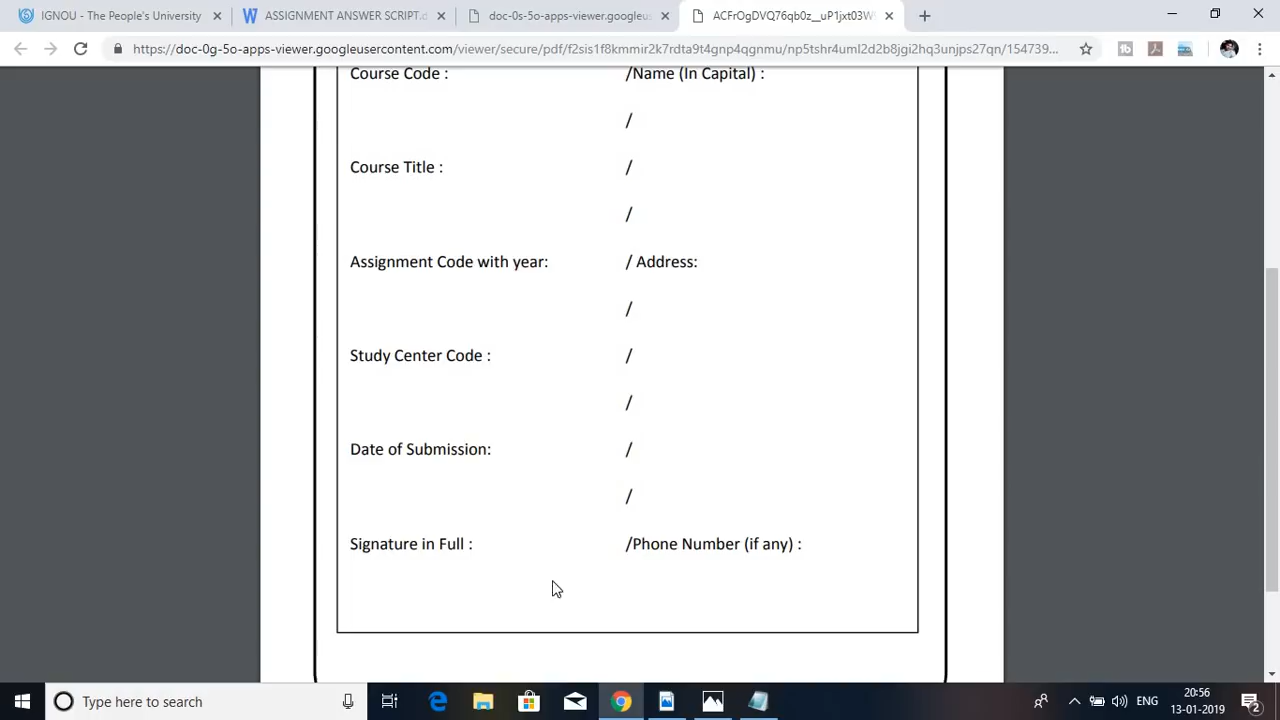 IGNOU - The People's University
ASSIGNMENT ANSWER SCRIPT.d
doc-0s-5o-apps-viewer.googleus
ACFrOgDVQ76qb0z__uP1jxt03W
https://doc-0g-5o-apps-viewer.googleusercontent.com/viewer/secure/pdf/f2sis1f8kmmir2k7rdta9t4gnp4qgnmu/np5tshr4uml2d2b8jgi2hq3unjps27qn/154739...
Course Code : /Name (In Capital) :
/
Course Title : /
/
Assignment Code with year: / Address:
/
Study Center Code : /
/
Date of Submission: /
/
Signature in Full : /Phone Number (if any) :
Type here to search
ENG
20:56
13-01-2019
2